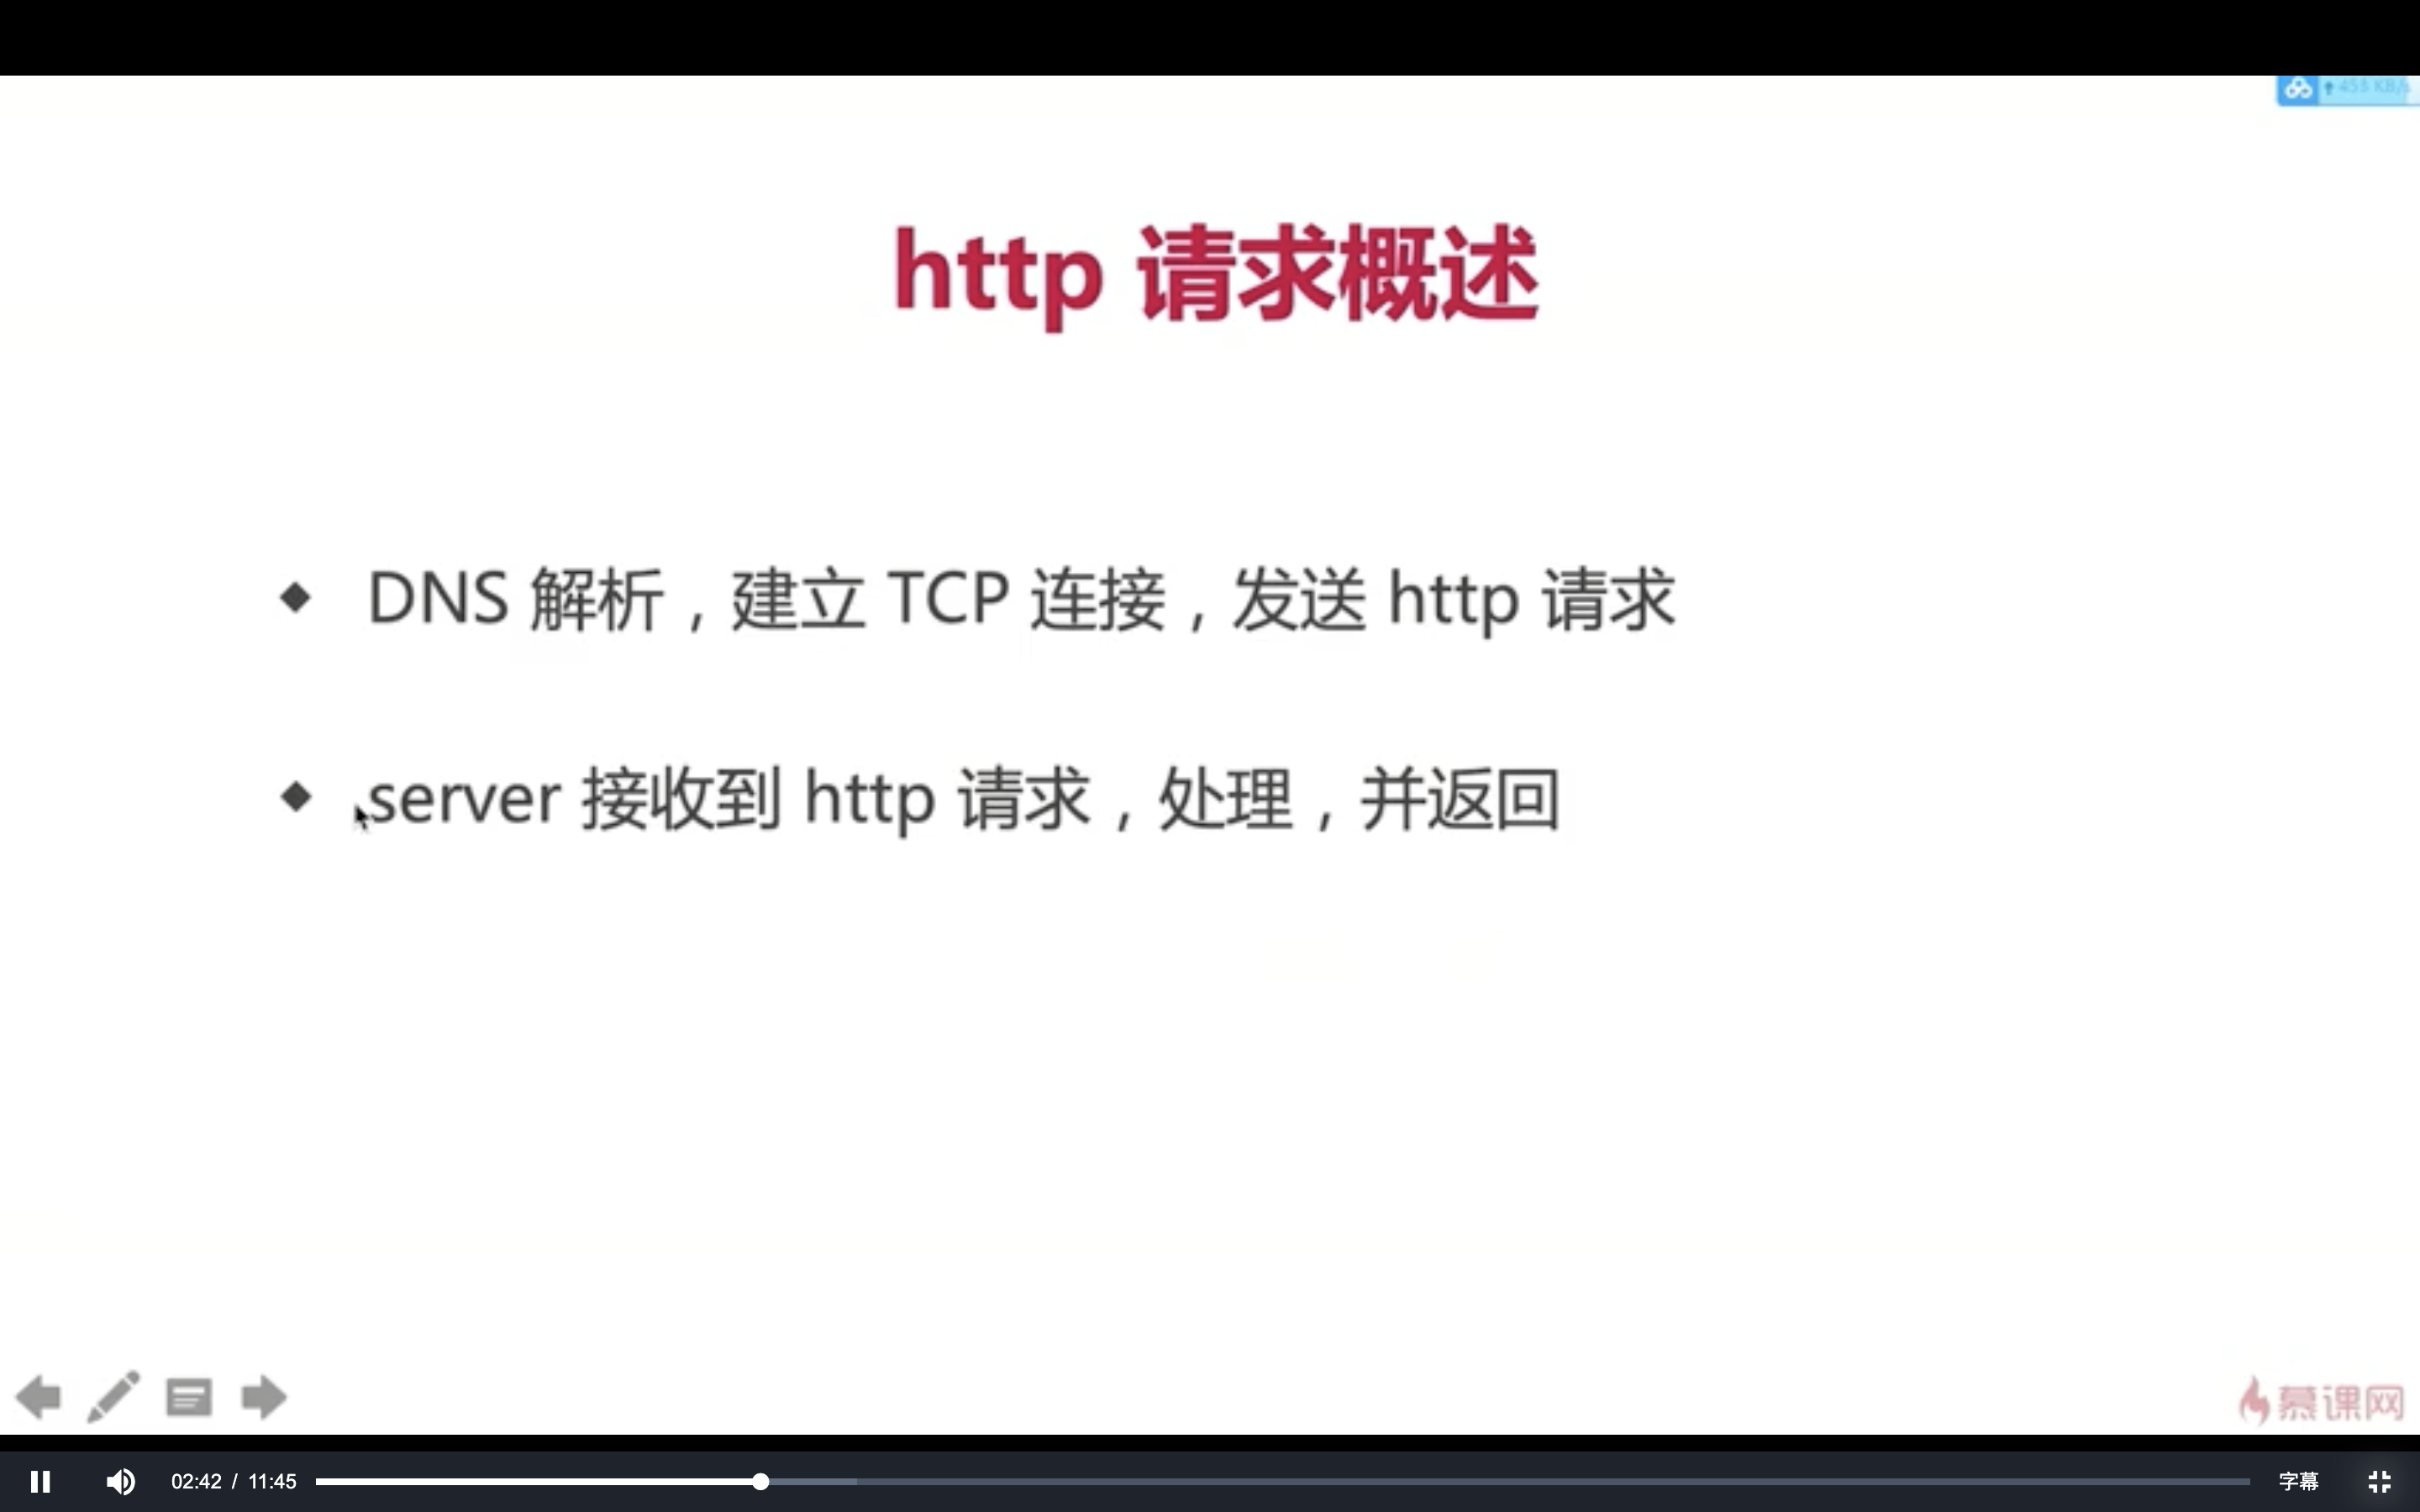 453 KB/s
http 请求概述
DNS 解析，建立 TCP 连接，发送 http 请求
server 接收到 http 请求，处理，并返回
慕课网
02:42 / 11:45
字幕